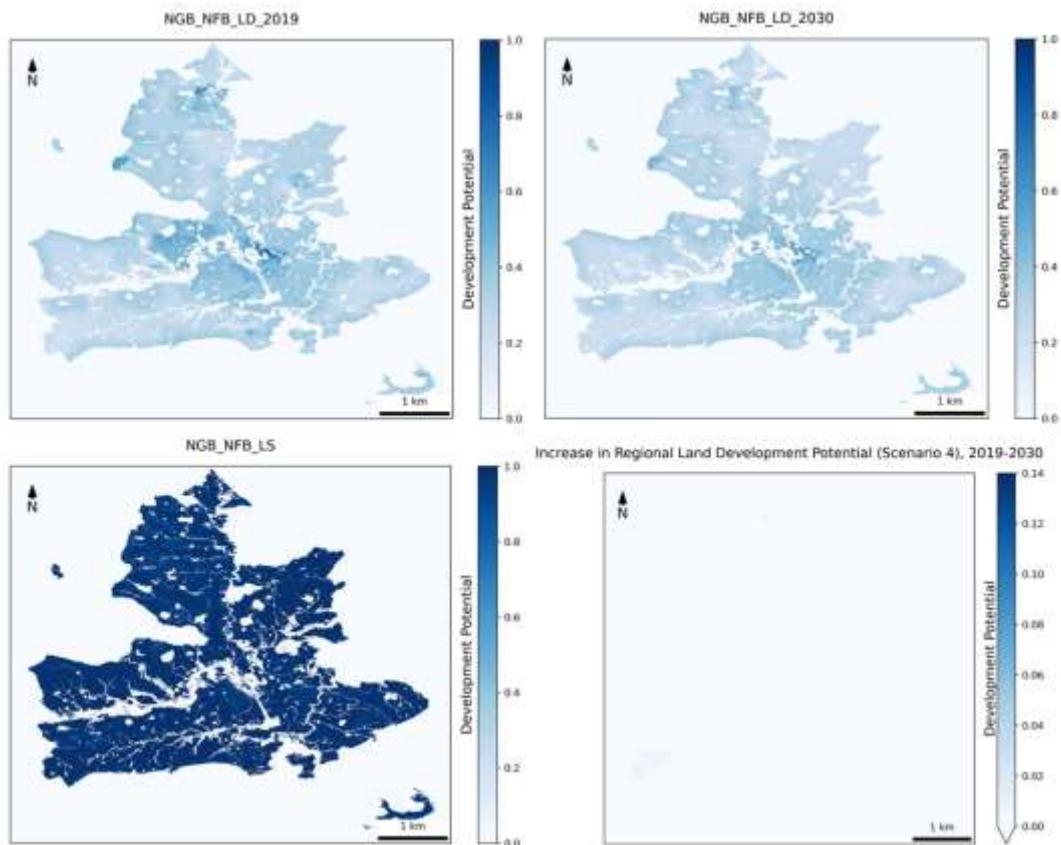 NGB_NFB_LD_2019
N
1.0
0.8
0.6
0.4
0.2
0.0
Development Potential
1 km
NGB_NFB_LD_2030
N
1.0
0.8
0.6
0.4
0.2
0.0
Development Potential
1 km
NGB_NFB_LS
N
1.0
0.8
0.6
0.4
0.2
0.0
Development Potential
1 km
Increase in Regional Land Development Potential (Scenario 4), 2019-2030
N
0.14
0.12
0.10
0.08
0.06
0.04
0.02
0.00
Development Potential
1 km